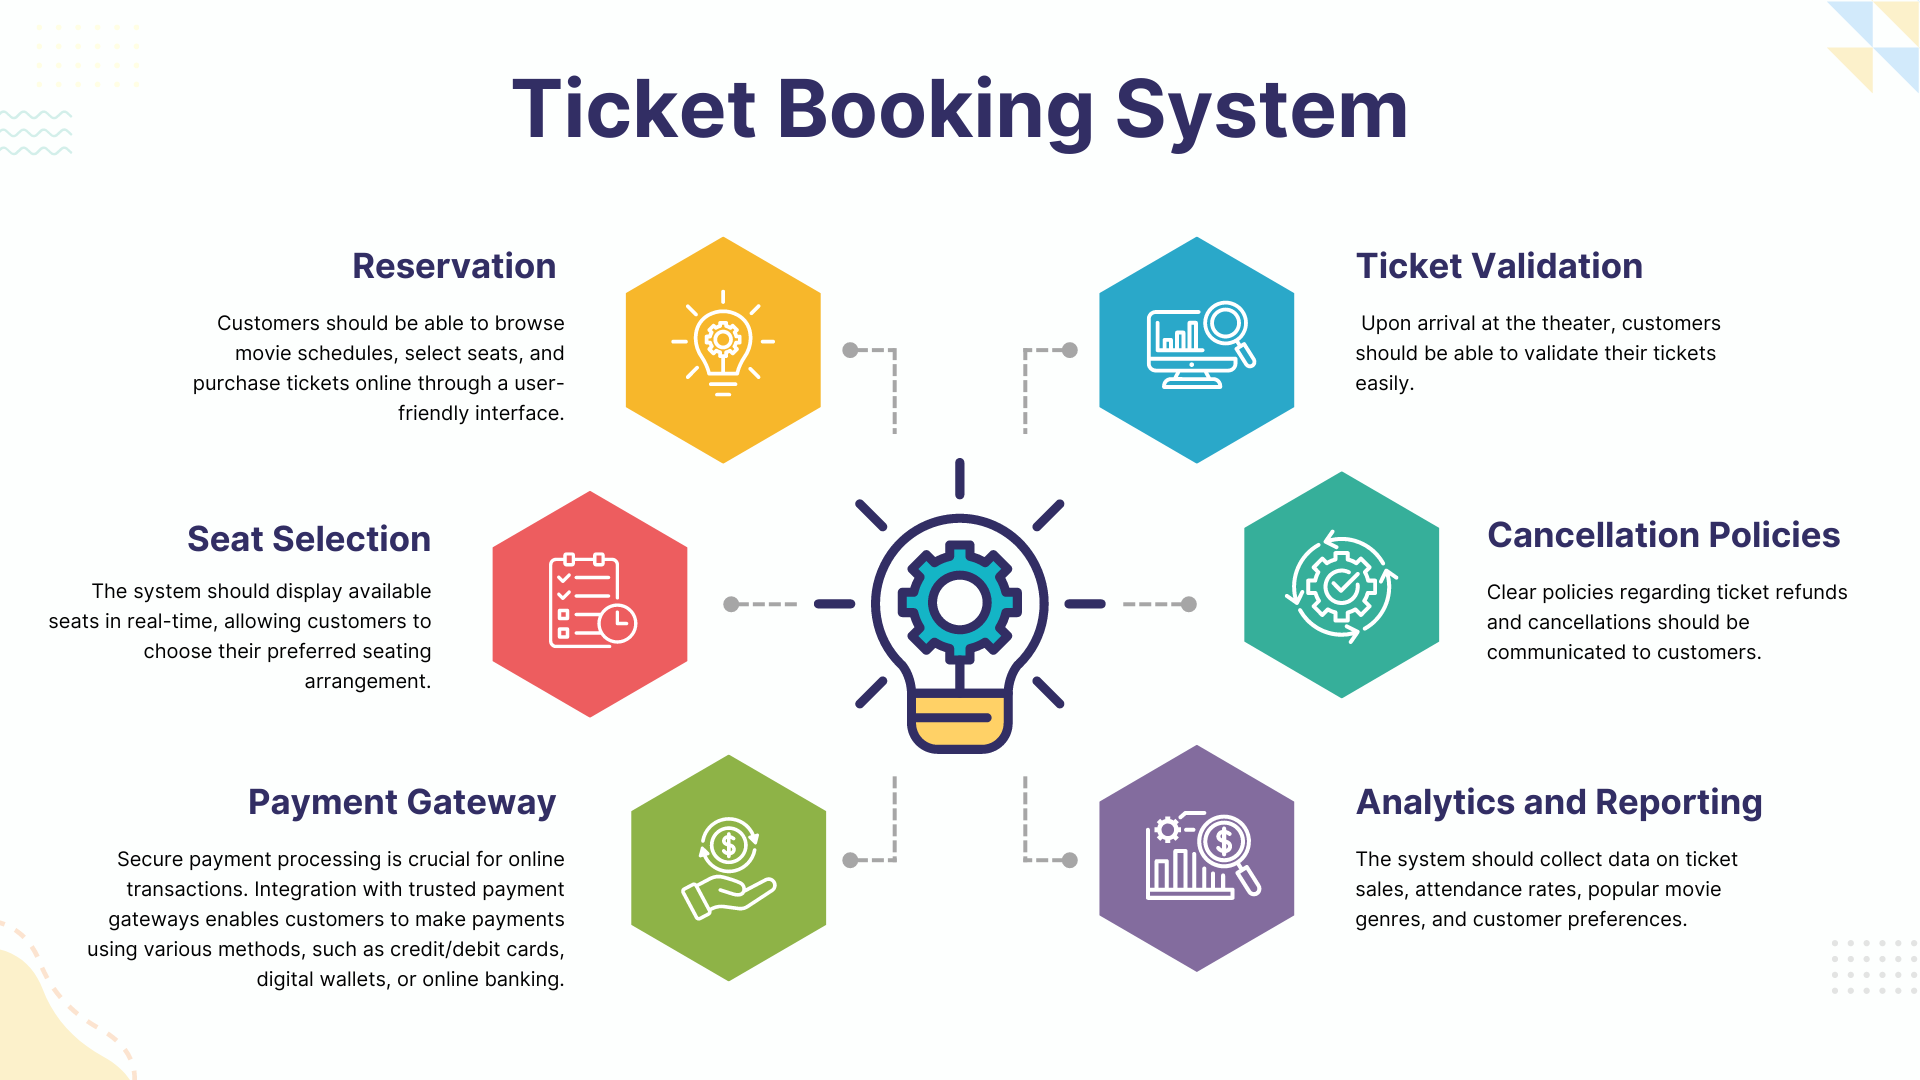 Ticket Booking System
Reservation
Customers should be able to browse
movie schedules, select seats, and
purchase tickets online through a user-
friendly interface.
Seat Selection
The system should display available
seats in real-time, allowing customers to
choose their preferred seating
arrangement.
Payment Gateway
Secure payment processing is crucial for online
transactions. Integration with trusted payment
gateways enables customers to make payments
using various methods, such as credit/debit cards,
digital wallets, or online banking.
Ticket Validation
Upon arrival at the theater, customers
should be able to validate their tickets
easily.
Cancellation Policies
Clear policies regarding ticket refunds
and cancellations should be
communicated to customers.
Analytics and Reporting
The system should collect data on ticket
sales, attendance rates, popular movie
genres, and customer preferences.